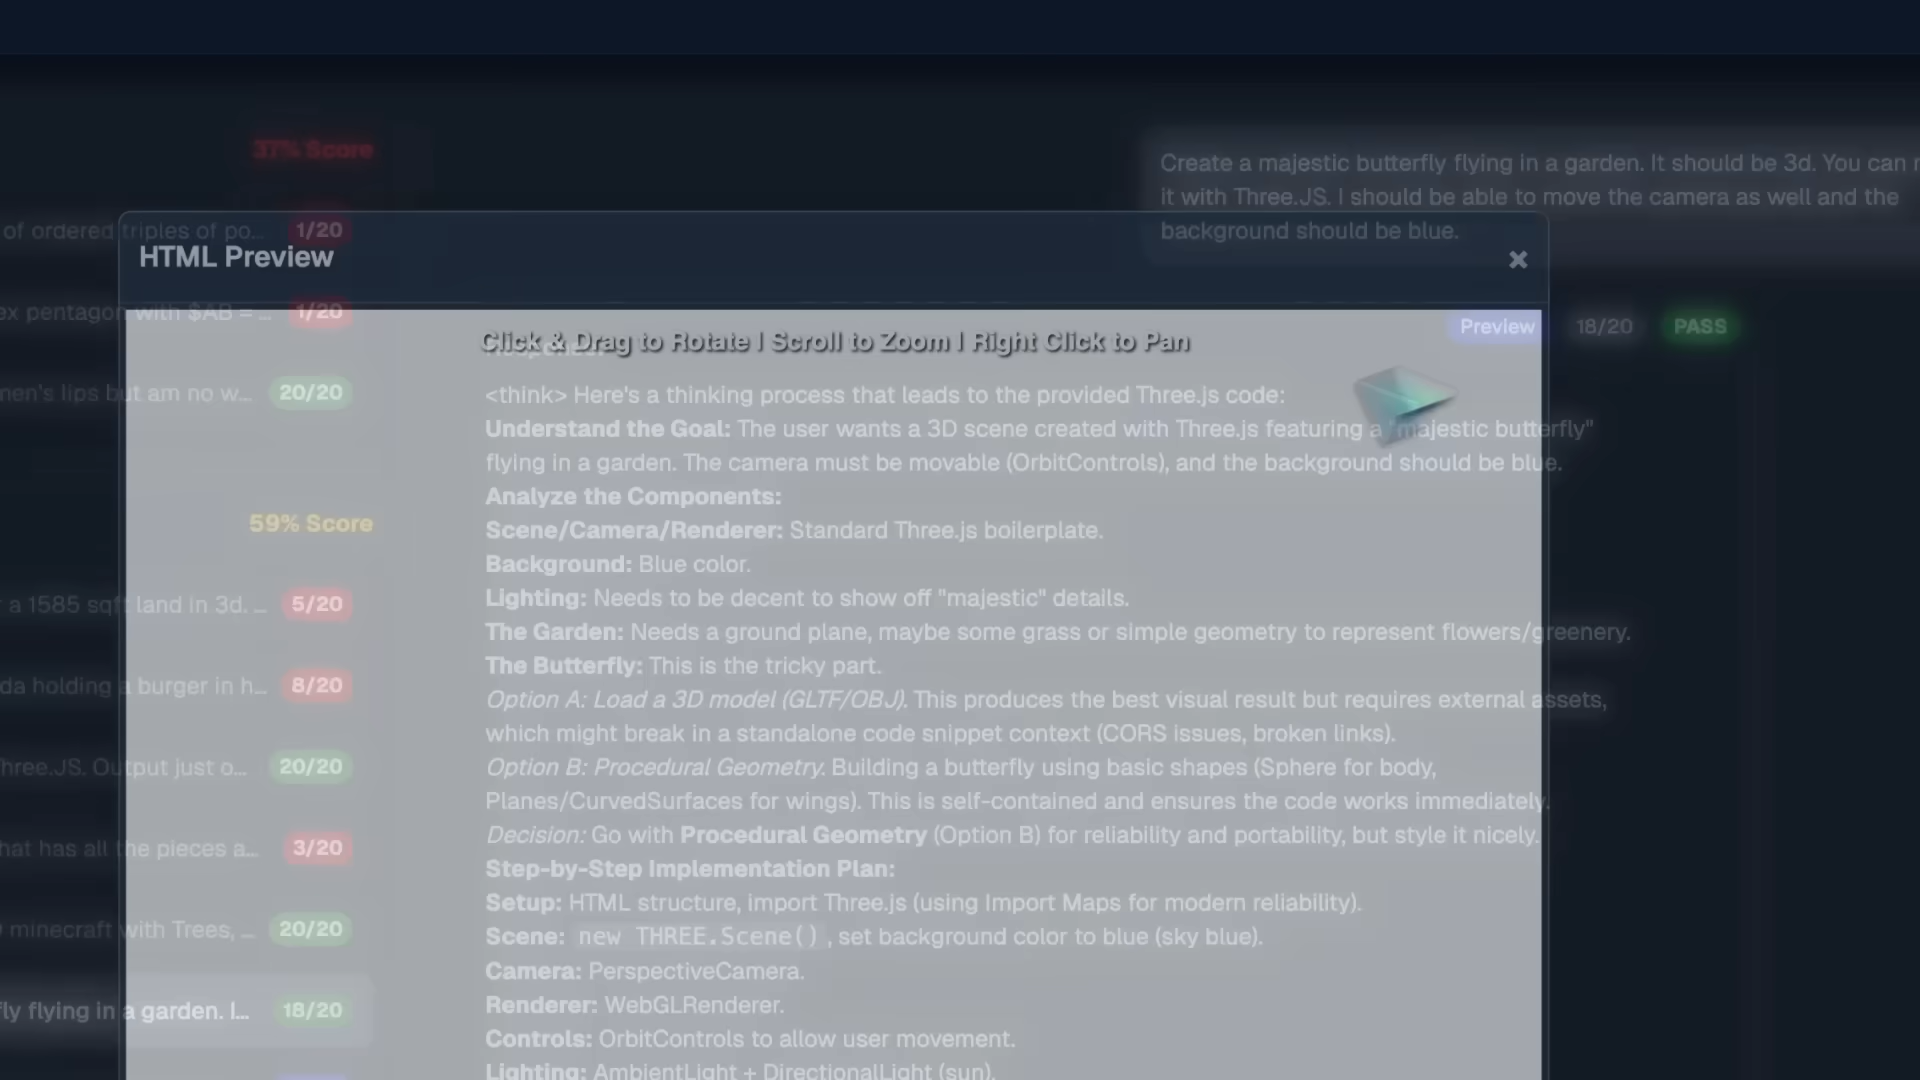 37% Score
Create a majestic butterfly flying in a garden. It should be 3d. You can
it with Three.JS. I should be able to move the camera as well and the
background should be blue.
of ordered triples of po... 1/20
HTML Preview ✖
ex pentagon with $AB = ... 1/20
Click & Drag to Rotate | Scroll to Zoom | Right Click to Pan
Preview 18/20 PASS
men's lips but am no w... 20/20
<think> Here's a thinking process that leads to the provided Three.js code:
Understand the Goal: The user wants a 3D scene created with Three.js featuring a "majestic butterfly"
flying in a garden. The camera must be movable (OrbitControls), and the background should be blue.
Analyze the Components:
59% Score
Scene/Camera/Renderer: Standard Three.js boilerplate.
Background: Blue color.
a 1585 sqft land in 3d. ... 5/20
Lighting: Needs to be decent to show off "majestic" details.
The Garden: Needs a ground plane, maybe some grass or simple geometry to represent flowers/greenery.
The Butterfly: This is the tricky part.
da holding a burger in h... 8/20
Option A: Load a 3D model (GLTF/OBJ). This produces the best visual result but requires external assets,
which might break in a standalone code snippet context (CORS issues, broken links).
Three.JS. Output just o... 20/20
Option B: Procedural Geometry. Building a butterfly using basic shapes (Sphere for body,
Planes/CurvedSurfaces for wings). This is self-contained and ensures the code works immediately.
Decision: Go with Procedural Geometry (Option B) for reliability and portability, but style it nicely.
hat has all the pieces a... 3/20
Step-by-Step Implementation Plan:
Setup: HTML structure, import Three.js (using Import Maps for modern reliability).
minecraft with Trees, ... 20/20
Scene: new THREE.Scene() , set background color to blue (sky blue).
Camera: PerspectiveCamera.
Renderer: WebGLRenderer.
fly flying in a garden. I... 18/20
Controls: OrbitControls to allow user movement.
Lighting: AmbientLight + DirectionalLight (sun).